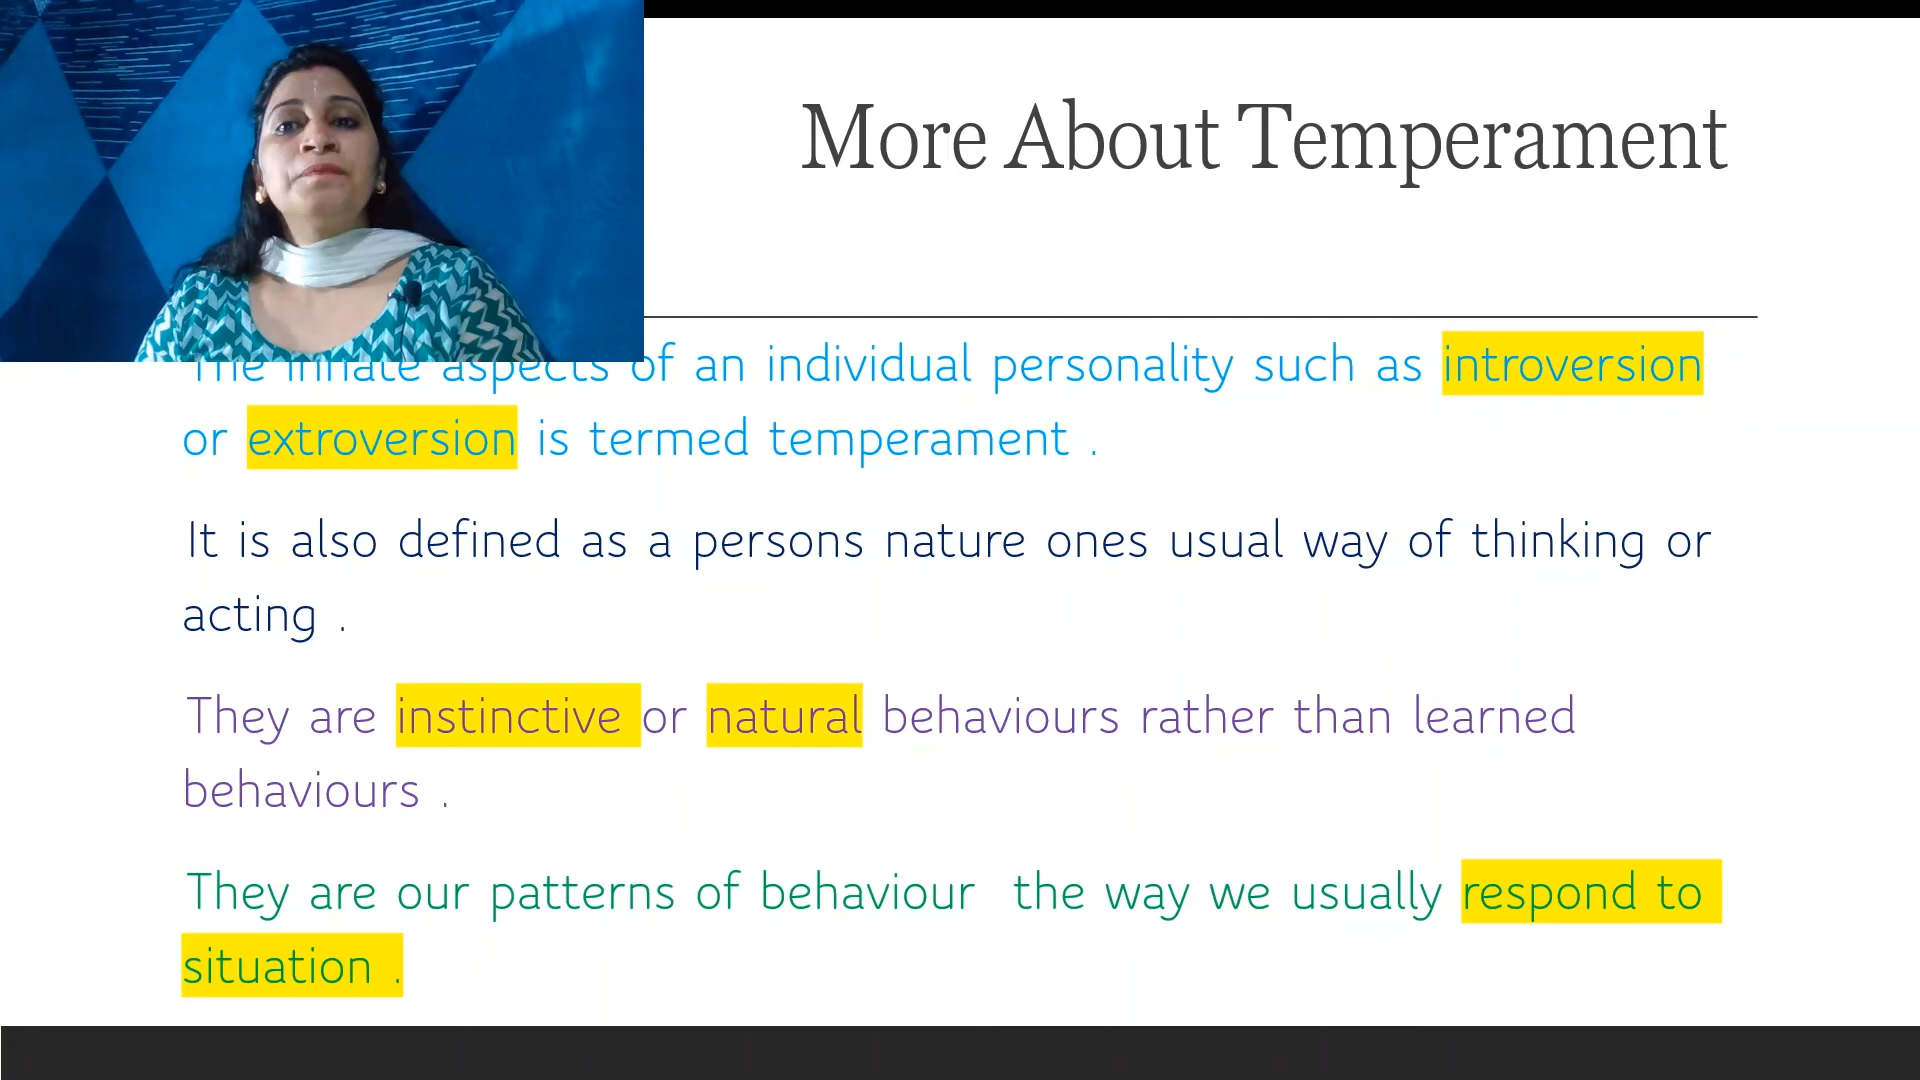 More About Temperament
The innate aspects of an individual personality such as introversion
or extroversion is termed temperament .
It is also defined as a persons nature ones usual way of thinking or
acting .
They are instinctive or natural behaviours rather than learned
behaviours .
They are our patterns of behaviour the way we usually respond to
situation .